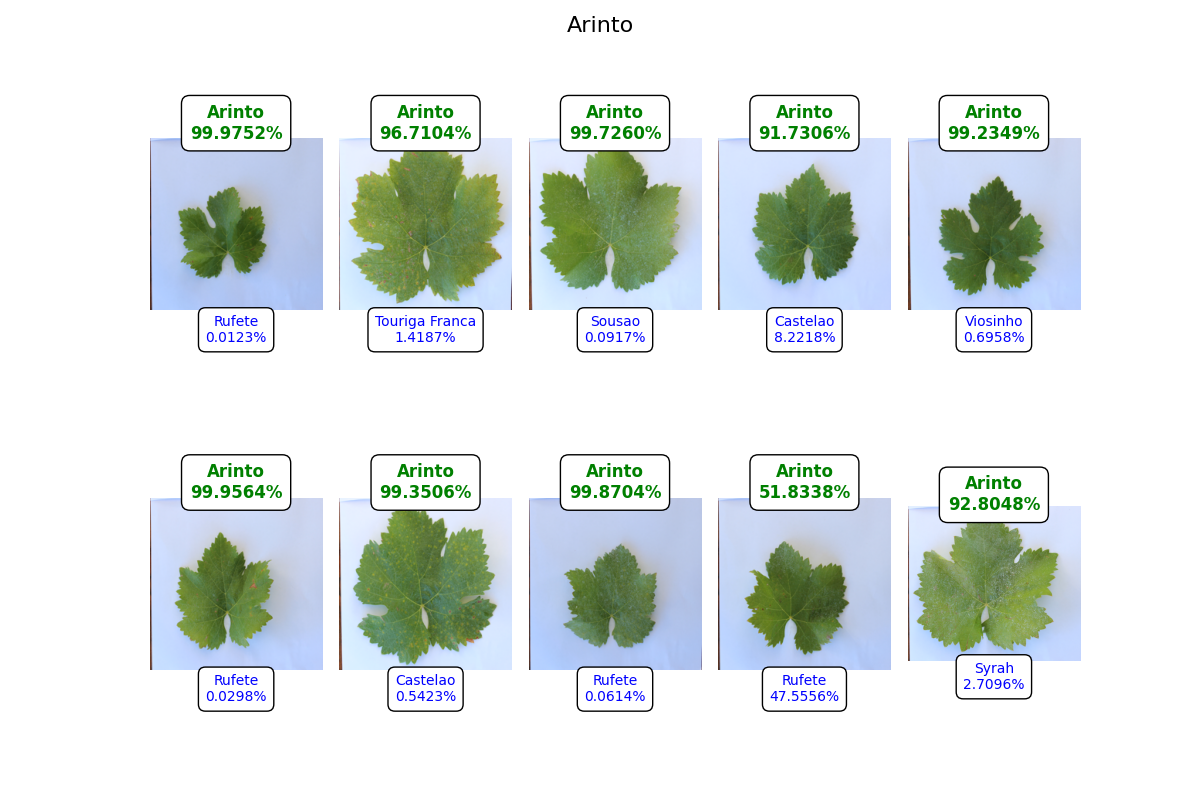 Arinto
Arinto
99.9752%
Arinto
96.7104%
Arinto
99.7260%
Arinto
91.7306%
Arinto
99.2349%
Rufete
0.0123%
Touriga Franca
1.4187%
Sousao
0.0917%
Castelao
8.2218%
Viosinho
0.6958%
Arinto
99.9564%
Arinto
99.3506%
Arinto
99.8704%
Arinto
51.8338%
Arinto
92.8048%
Rufete
0.0298%
Castelao
0.5423%
Rufete
0.0614%
Rufete
47.5556%
Syrah
2.7096%